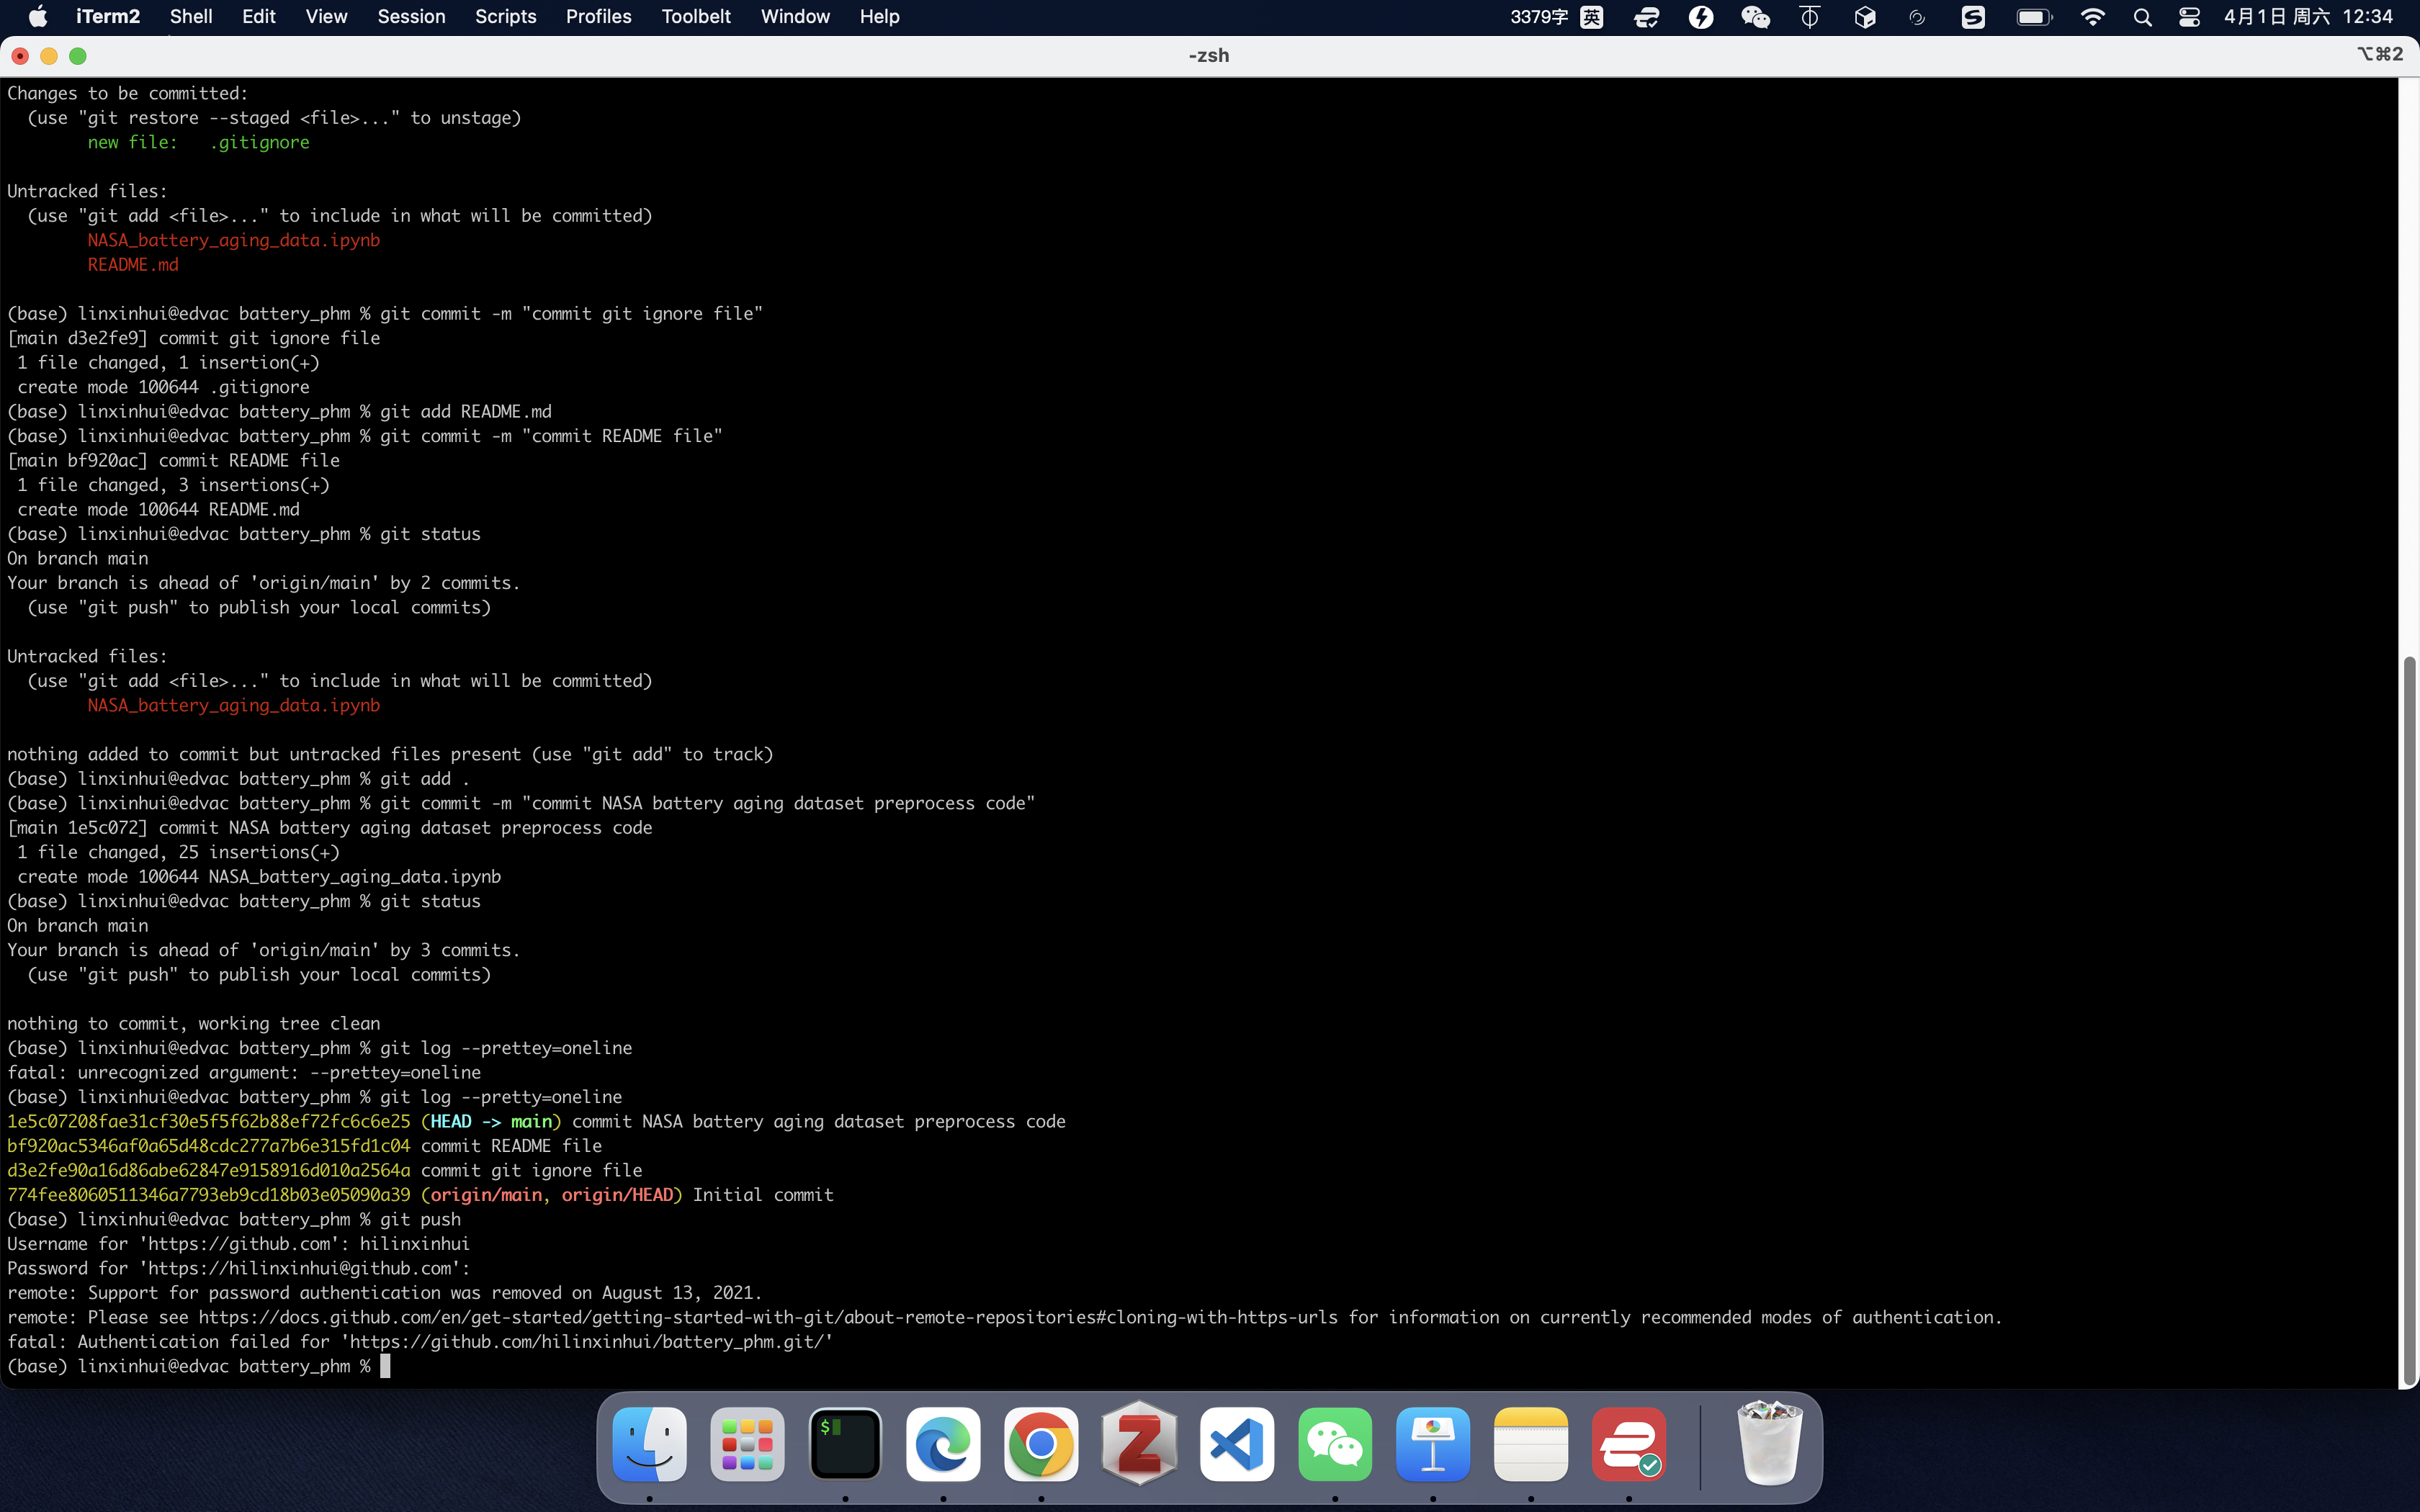 iTerm2 Shell Edit View Session Scripts Profiles Toolbelt Window Help 3379字 英 4月1日 周六 12:34
-zsh ⌥⌘2
Changes to be committed:
  (use "git restore --staged <file>..." to unstage)
        new file:   .gitignore

Untracked files:
  (use "git add <file>..." to include in what will be committed)
        NASA_battery_aging_data.ipynb
        README.md

(base) linxinhui@edvac battery_phm % git commit -m "commit git ignore file"
[main d3e2fe9] commit git ignore file
 1 file changed, 1 insertion(+)
 create mode 100644 .gitignore
(base) linxinhui@edvac battery_phm % git add README.md
(base) linxinhui@edvac battery_phm % git commit -m "commit README file"
[main bf920ac] commit README file
 1 file changed, 3 insertions(+)
 create mode 100644 README.md
(base) linxinhui@edvac battery_phm % git status
On branch main
Your branch is ahead of 'origin/main' by 2 commits.
  (use "git push" to publish your local commits)

Untracked files:
  (use "git add <file>..." to include in what will be committed)
        NASA_battery_aging_data.ipynb

nothing added to commit but untracked files present (use "git add" to track)
(base) linxinhui@edvac battery_phm % git add .
(base) linxinhui@edvac battery_phm % git commit -m "commit NASA battery aging dataset preprocess code"
[main 1e5c072] commit NASA battery aging dataset preprocess code
 1 file changed, 25 insertions(+)
 create mode 100644 NASA_battery_aging_data.ipynb
(base) linxinhui@edvac battery_phm % git status
On branch main
Your branch is ahead of 'origin/main' by 3 commits.
  (use "git push" to publish your local commits)

nothing to commit, working tree clean
(base) linxinhui@edvac battery_phm % git log --prettey=oneline
fatal: unrecognized argument: --prettey=oneline
(base) linxinhui@edvac battery_phm % git log --pretty=oneline
1e5c07208fae31cf30e5f5f62b88ef72fc6c6e25 (HEAD -> main) commit NASA battery aging dataset preprocess code
bf920ac5346af0a65d48cdc277a7b6e315fd1c04 commit README file
d3e2fe90a16d86abe62847e9158916d010a2564a commit git ignore file
774fee8060511346a7793eb9cd18b03e05090a39 (origin/main, origin/HEAD) Initial commit
(base) linxinhui@edvac battery_phm % git push
Username for 'https://github.com': hilinxinhui
Password for 'https://hilinxinhui@github.com':
remote: Support for password authentication was removed on August 13, 2021.
remote: Please see https://docs.github.com/en/get-started/getting-started-with-git/about-remote-repositories#cloning-with-https-urls for information on currently recommended modes of authentication.
fatal: Authentication failed for 'https://github.com/hilinxinhui/battery_phm.git/'
(base) linxinhui@edvac battery_phm %